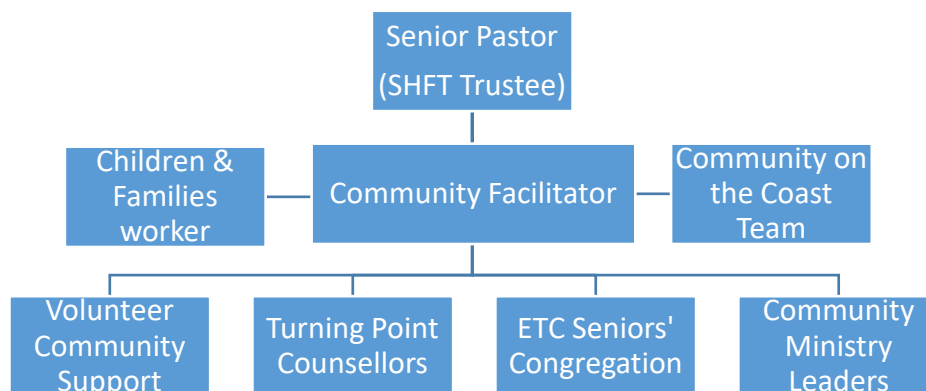 Senior Pastor
(SHFT Trustee)
Children &
Families
worker
Community Facilitator
Community on
the Coast
Team
Volunteer
Community
Support
Turning Point
Counsellors
ETC Seniors'
Congregation
Community
Ministry
Leaders